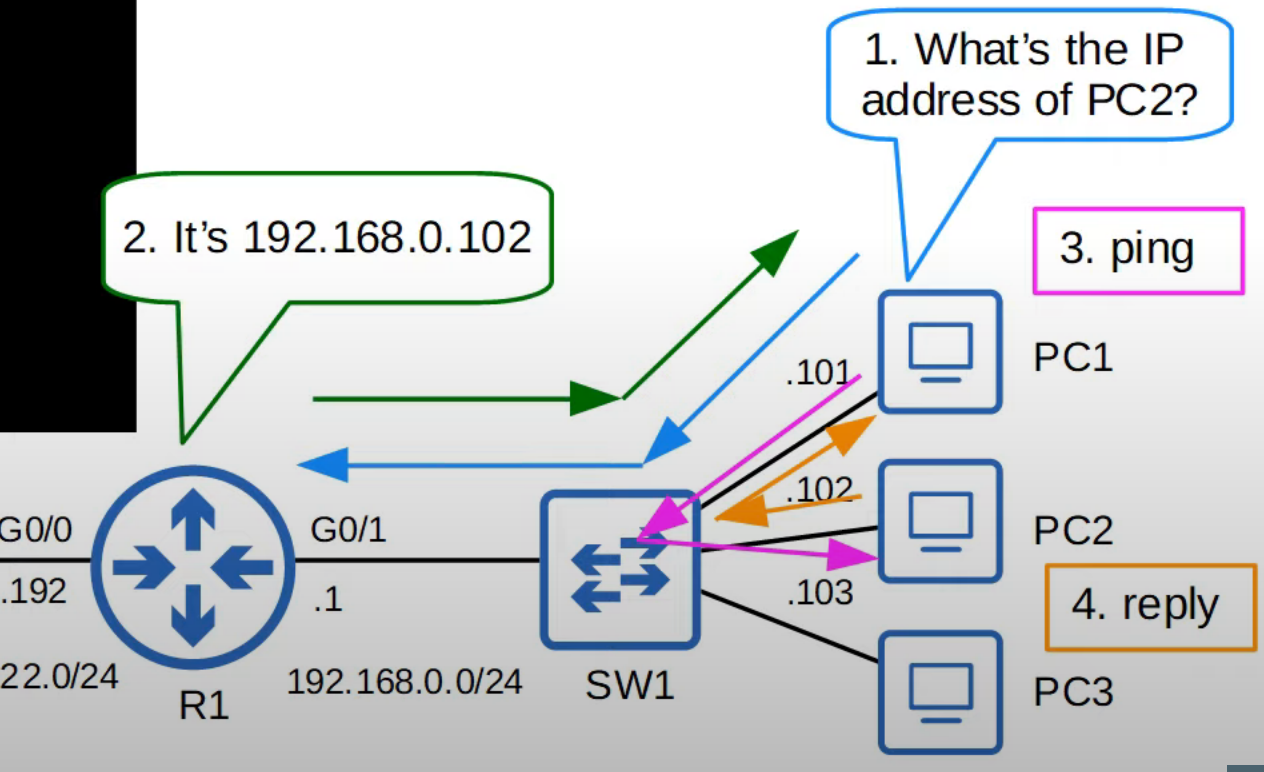 1. What's the IP
address of PC2?
2. It's 192.168.0.102
3. ping
.101
PC1
.102
PC2
G0/0
G0/1
.192
.1
.103
4. reply
22.0/24
R1
192.168.0.0/24
SW1
PC3